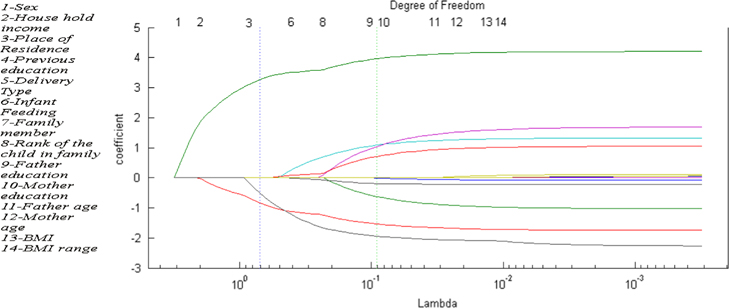 1-Sex
2-House hold
income
3-Place of
Residence
4-Previous
education
5-Delivery
Type
6-Infant
Feeding
7-Family
member
8-Rank of the
child in family
9-Father
education
10-Mother
education
11-Father age
12-Mother
age
13-BMI
14-BMI range
Degree of Freedom
1 2 3 6 8 9 10 11 12 13 14
coefficient
5
4
3
2
1
0
-1
-2
-3
10^0 10^-1 10^-2 10^-3
Lambda